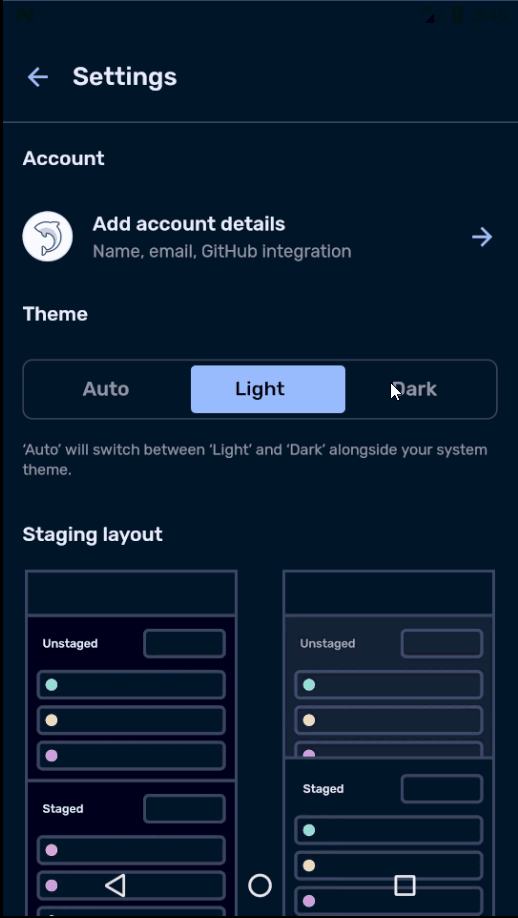 Settings
Account
Add account details
Name, email, GitHub integration
Theme
Auto
Light
Dark
‘Auto’ will switch between ‘Light’ and ‘Dark’ alongside your system
theme.
Staging layout
Unstaged
Unstaged
Staged
Staged